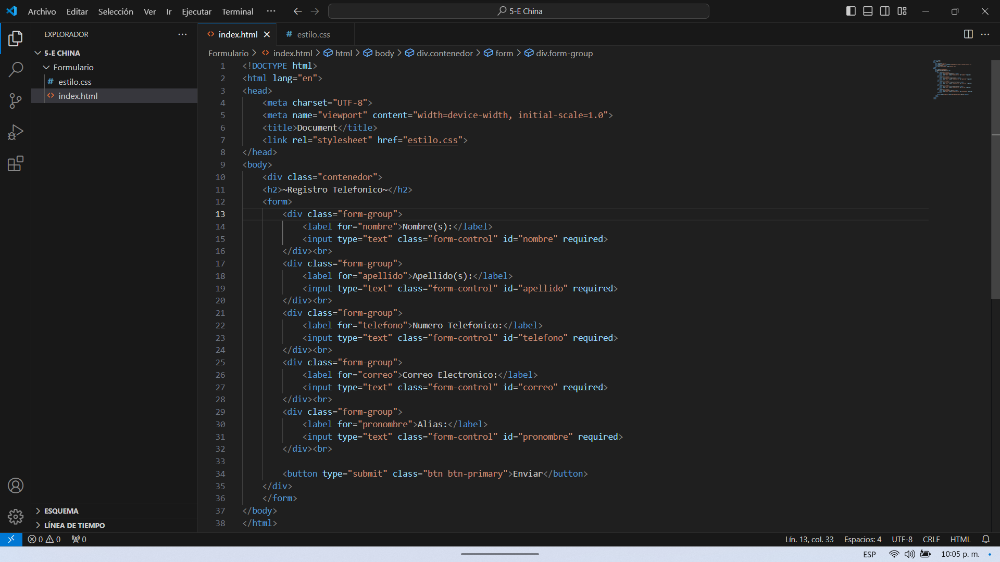 Archivo Editar Selección Ver Ir Ejecutar Terminal ··· 5-E China
EXPLORADOR ···
5-E CHINA
Formulario
# estilo.css
<> index.html
ESQUEMA
LÍNEA DE TIEMPO
<> index.html # estilo.css
Formulario > <> index.html > html > body > div.contenedor > form > div.form-group
1 <!DOCTYPE html>
2 <html lang="en">
3 <head>
4 <meta charset="UTF-8">
5 <meta name="viewport" content="width=device-width, initial-scale=1.0">
6 <title>Document</title>
7 <link rel="stylesheet" href="estilo.css">
8 </head>
9 <body>
10 <div class="contenedor">
11 <h2>~Registro Telefonico~</h2>
12 <form>
13 <div class="form-group">
14 <label for="nombre">Nombre(s):</label>
15 <input type="text" class="form-control" id="nombre" required>
16 </div><br>
17 <div class="form-group">
18 <label for="apellido">Apellido(s):</label>
19 <input type="text" class="form-control" id="apellido" required>
20 </div><br>
21 <div class="form-group">
22 <label for="telefono">Numero Telefonico:</label>
23 <input type="text" class="form-control" id="telefono" required>
24 </div><br>
25 <div class="form-group">
26 <label for="correo">Correo Electronico:</label>
27 <input type="text" class="form-control" id="correo" required>
28 </div><br>
29 <div class="form-group">
30 <label for="pronombre">Alias:</label>
31 <input type="text" class="form-control" id="pronombre" required>
32 </div><br>
33
34 <button type="submit" class="btn btn-primary">Enviar</button>
35 </div>
36 </form>
37 </body>
38 </html>
0 0 0 Lín. 13, col. 33 Espacios: 4 UTF-8 CRLF HTML
ESP 10:05 p. m.